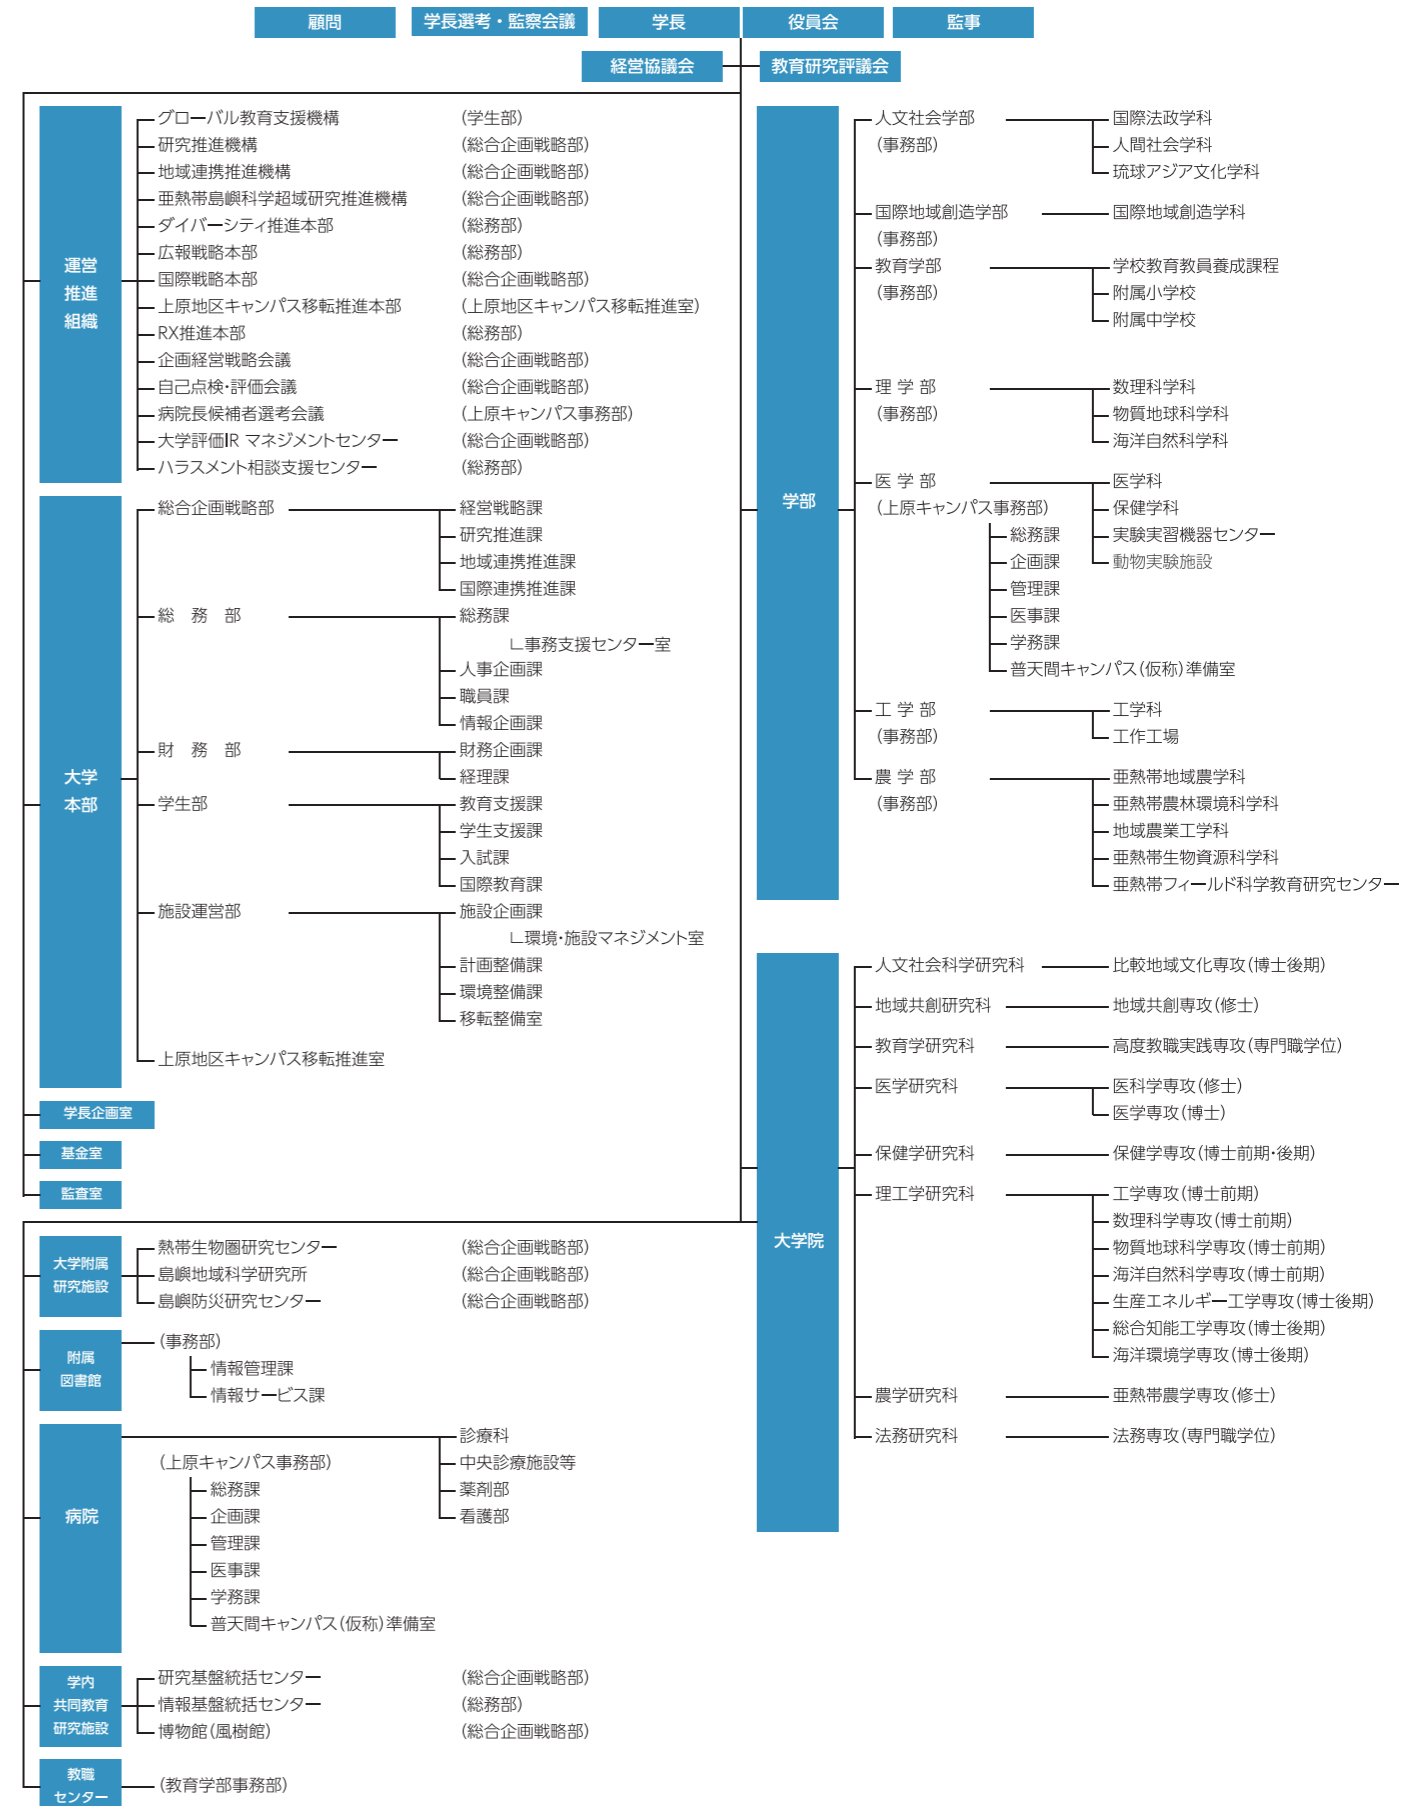 顧問
学長選考・監察会議
学長
役員会
監事
経営協議会
教育研究評議会
運営
推進
組織
グローバル教育支援機構 (学生部)
研究推進機構 (総合企画戦略部)
地域連携推進機構 (総合企画戦略部)
亜熱帯島嶼科学超域研究推進機構 (総合企画戦略部)
ダイバーシティ推進本部 (総務部)
広報戦略本部 (総務部)
国際戦略本部 (総合企画戦略部)
上原地区キャンパス移転推進本部 (上原地区キャンパス移転推進室)
RX推進本部 (総務部)
企画経営戦略会議 (総合企画戦略部)
自己点検・評価会議 (総合企画戦略部)
病院長候補者選考会議 (上原キャンパス事務部)
大学評価IR マネジメントセンター (総合企画戦略部)
ハラスメント相談支援センター (総務部)
大学
本部
総合企画戦略部 経営戦略課
研究推進課
地域連携推進課
国際連携推進課
総 務 部 総務課
∟事務支援センター室
人事企画課
職員課
情報企画課
財 務 部 財務企画課
経理課
学生部 教育支援課
学生支援課
入試課
国際教育課
施設運営部 施設企画課
∟環境・施設マネジメント室
計画整備課
環境整備課
移転整備室
上原地区キャンパス移転推進室
学長企画室
基金室
監査室
大学附属
研究施設
熱帯生物圏研究センター (総合企画戦略部)
島嶼地域科学研究所 (総合企画戦略部)
島嶼防災研究センター (総合企画戦略部)
附属
図書館
(事務部)
情報管理課
情報サービス課
病院
診療科
(上原キャンパス事務部) 中央診療施設等
総務課 薬剤部
企画課 看護部
管理課
医事課
学務課
普天間キャンパス(仮称)準備室
学内
共同教育
研究施設
研究基盤統括センター (総合企画戦略部)
情報基盤統括センター (総務部)
博物館(風樹館) (総合企画戦略部)
教職
センター
(教育学部事務部)
学部
人文社会学部 国際法政学科
(事務部) 人間社会学科
琉球アジア文化学科
国際地域創造学部 国際地域創造学科
(事務部)
教育学部 学校教育教員養成課程
(事務部) 附属小学校
附属中学校
理 学 部 数理科学科
(事務部) 物質地球科学科
海洋自然科学科
医 学 部 医学科
(上原キャンパス事務部) 保健学科
総務課 実験実習機器センター
企画課 動物実験施設
管理課
医事課
学務課
普天間キャンパス(仮称)準備室
工 学 部 工学科
(事務部) 工作工場
農 学 部 亜熱帯地域農学科
(事務部) 亜熱帯農林環境科学科
地域農業工学科
亜熱帯生物資源科学科
亜熱帯フィールド科学教育研究センター
大学院
人文社会科学研究科 比較地域文化専攻(博士後期)
地域共創研究科 地域共創専攻(修士)
教育学研究科 高度教職実践専攻(専門職学位)
医学研究科 医科学専攻(修士)
医学専攻(博士)
保健学研究科 保健学専攻(博士前期・後期)
理工学研究科 工学専攻(博士前期)
数理科学専攻(博士前期)
物質地球科学専攻(博士前期)
海洋自然科学専攻(博士前期)
生産エネルギー工学専攻(博士後期)
総合知能工学専攻(博士後期)
海洋環境学専攻(博士後期)
農学研究科 亜熱帯農学専攻(修士)
法務研究科 法務専攻(専門職学位)